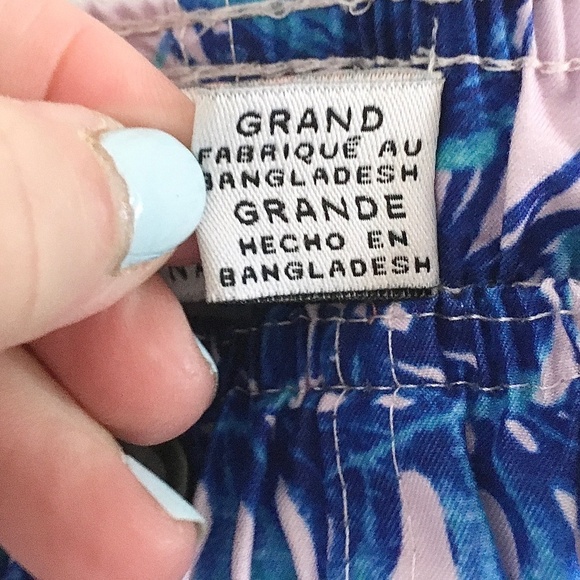 GRAND
FABRIQUÉ AU
BANGLADESH
GRANDE
HECHO EN
BANGLADESH